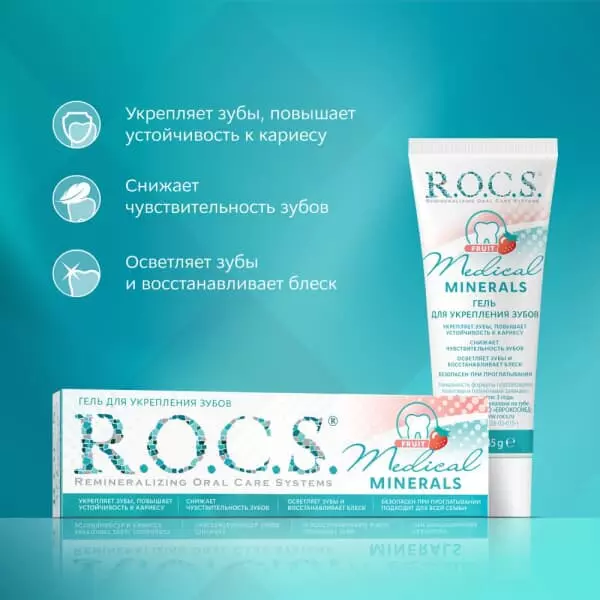 Укрепляет зубы, повышает
устойчивость к кариесу
Снижает
чувствительность зубов
Осветляет зубы
и восстанавливает блеск
R.O.C.S.
REMINERALIZING ORAL CARE SYSTEMS
FRUIT
Medical
MINERALS
ГЕЛЬ
ДЛЯ УКРЕПЛЕНИЯ ЗУБОВ
УКРЕПЛЯЕТ ЗУБЫ, ПОВЫШАЕТ
УСТОЙЧИВОСТЬ К КАРИЕСУ
СНИЖАЕТ
ЧУВСТВИТЕЛЬНОСТЬ ЗУБОВ
ОСВЕТЛЯЕТ ЗУБЫ И
ВОССТАНАВЛИВАЕТ БЛЕСК
БЕЗОПАСЕН ПРИ ПРОГЛАТЫВАНИИ
5 g e
ГЕЛЬ ДЛЯ УКРЕПЛЕНИЯ ЗУБОВ
R.O.C.S.®
REMINERALIZING ORAL CARE SYSTEMS
FRUIT
Medical
MINERALS
УКРЕПЛЯЕТ ЗУБЫ, ПОВЫШАЕТ
УСТОЙЧИВОСТЬ К КАРИЕСУ
СНИЖАЕТ
ЧУВСТВИТЕЛЬНОСТЬ ЗУБОВ
ОСВЕТЛЯЕТ ЗУБЫ И
ВОССТАНАВЛИВАЕТ БЛЕСК
БЕЗОПАСЕН ПРИ ПРОГЛАТЫВАНИИ
ПОДХОДИТ ДЛЯ ВСЕЙ СЕМЬИ